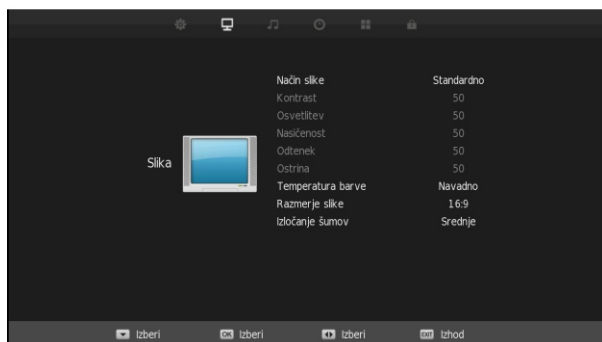 Način slike Standardno
Kontrast 50
Osvetlitev 50
Nasičenost 50
Odtenek 50
Slika
Ostrina 50
Temperatura barve Navadno
Razmerje slike 16:9
Izločanje šumov Srednje
Izberi OK Izberi Izberi EXIT Izhod